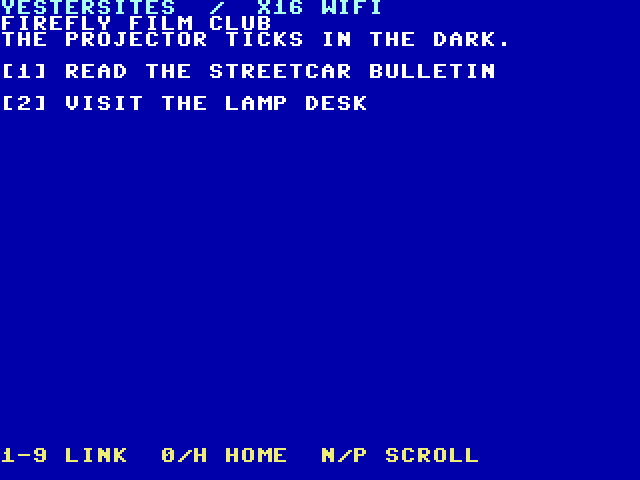 YESTERSITES / X16 WIFI
FIREFLY FILM CLUB
THE PROJECTOR TICKS IN THE DARK.
[1] READ THE STREETCAR BULLETIN
[2] VISIT THE LAMP DESK
1-9 LINK 0/H HOME N/P SCROLL